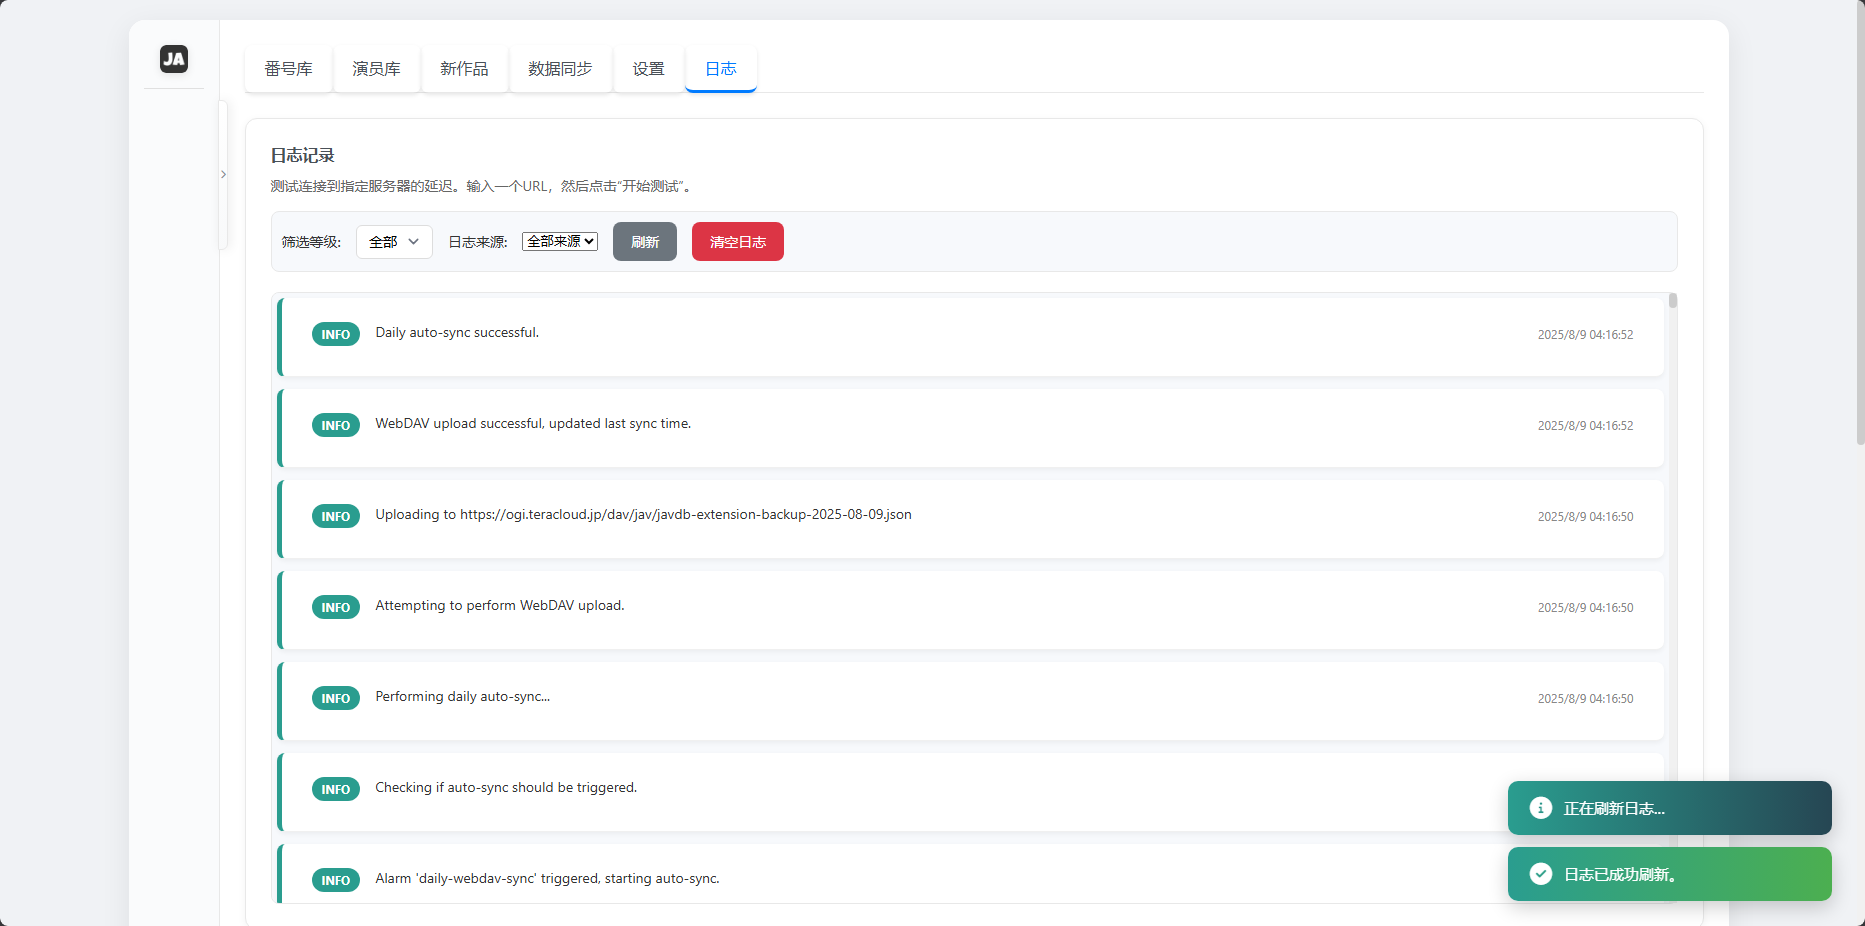 JA
番号库 演员库 新作品 数据同步 设置 日志
日志记录
测试连接到指定服务器的延迟。输入一个URL，然后点击“开始测试”。
筛选等级: 全部 日志来源: 全部来源 刷新 清空日志
INFO Daily auto-sync successful. 2025/8/9 04:16:52
INFO WebDAV upload successful, updated last sync time. 2025/8/9 04:16:52
INFO Uploading to https://ogi.teracloud.jp/dav/jav/javdb-extension-backup-2025-08-09.json 2025/8/9 04:16:50
INFO Attempting to perform WebDAV upload. 2025/8/9 04:16:50
INFO Performing daily auto-sync... 2025/8/9 04:16:50
INFO Checking if auto-sync should be triggered.
正在刷新日志...
INFO Alarm 'daily-webdav-sync' triggered, starting auto-sync.
日志已成功刷新。